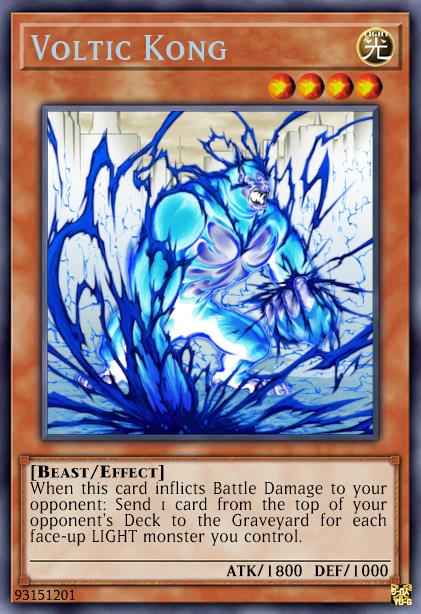 Voltic Kong
LIGHT
光
[Beast/Effect]
When this card inflicts Battle Damage to your
opponent: Send 1 card from the top of your
opponent's Deck to the Graveyard for each
face-up LIGHT monster you control.
ATK/1800 DEF/1000
93151201